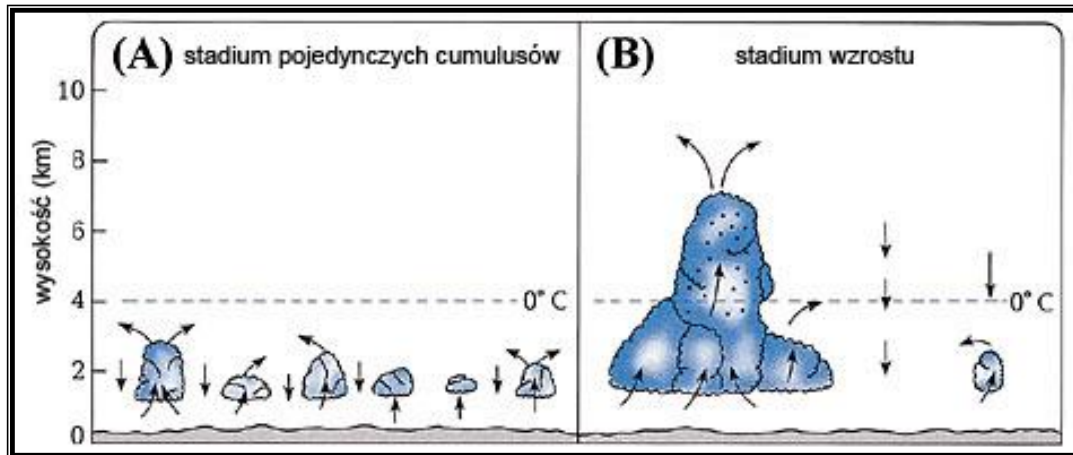 (A) stadium pojedynczych cumulusów
(B) stadium wzrostu
wysokość (km)
10
8
6
4
2
0
0° C
0° C